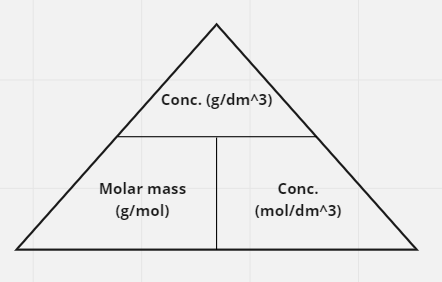 Conc. (g/dm^3)
Molar mass
(g/mol)
Conc.
(mol/dm^3)